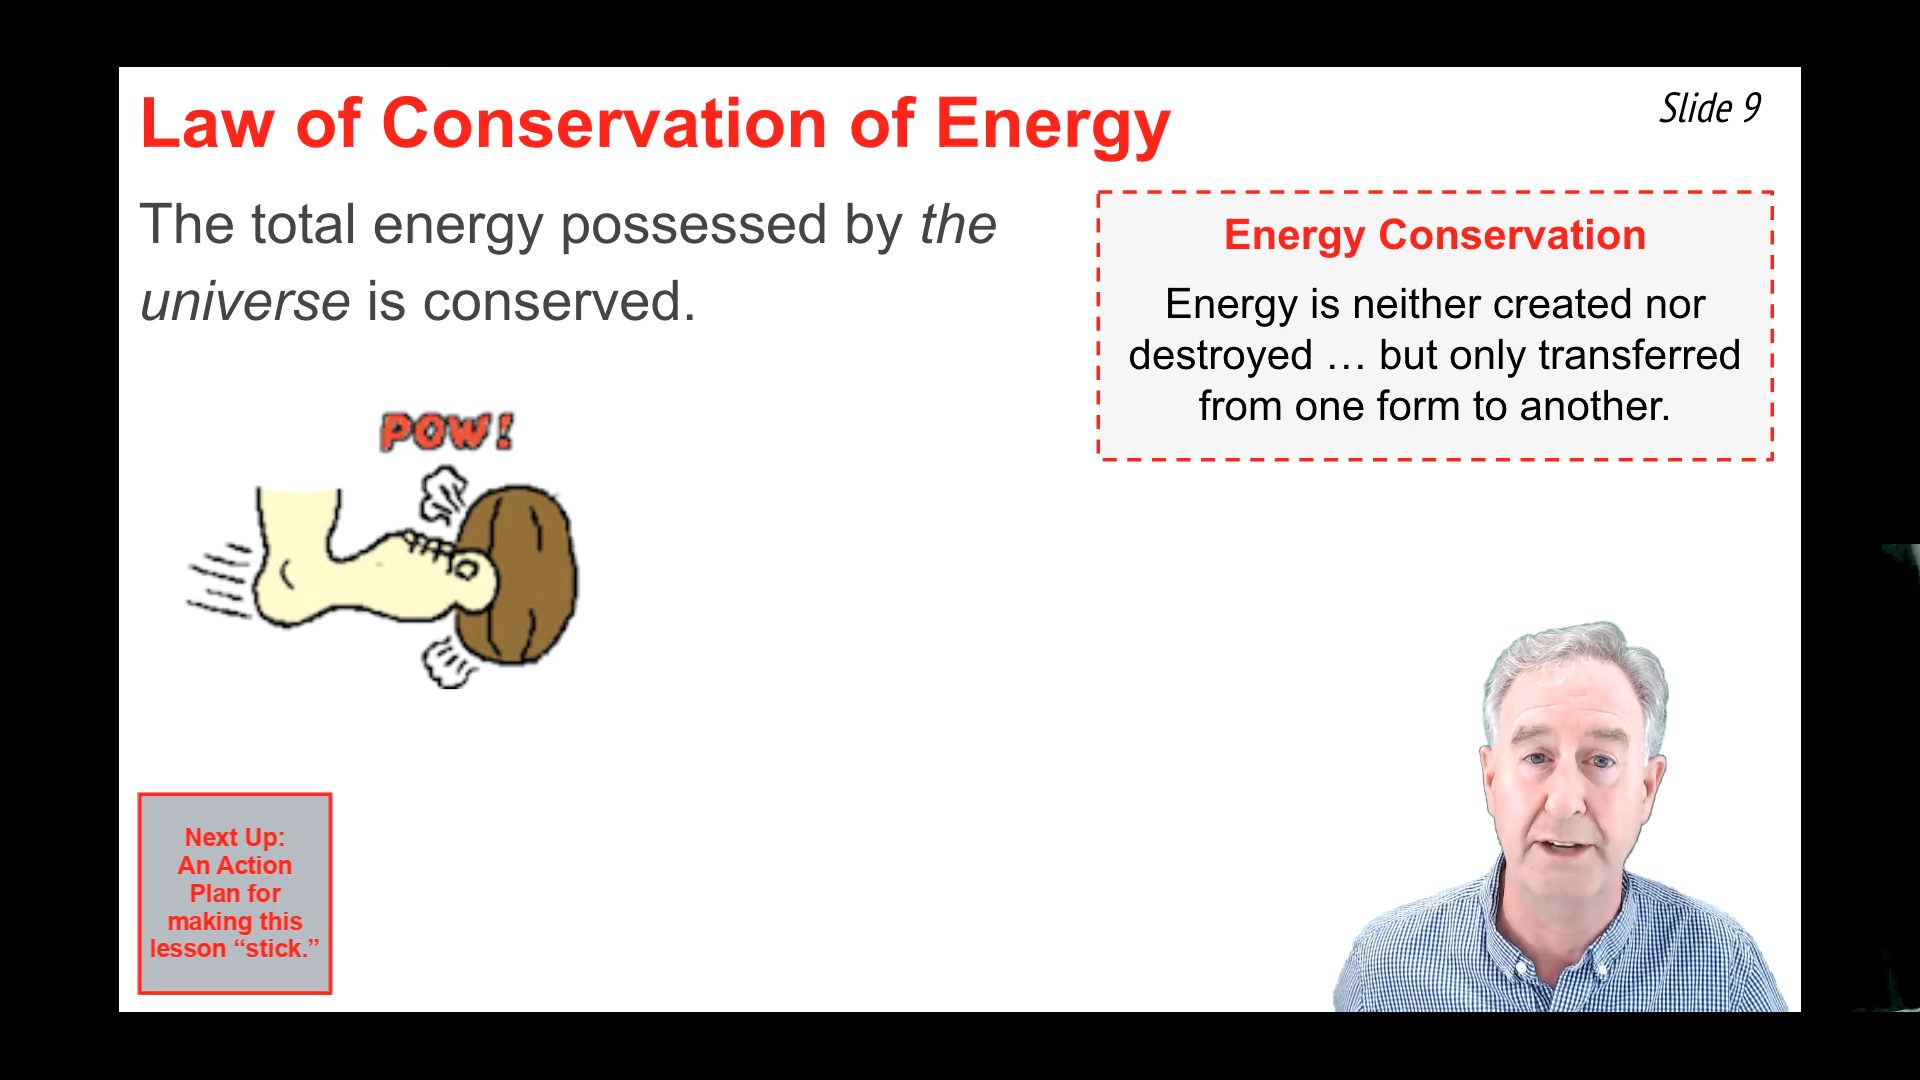 Law of Conservation of Energy
Slide 9
The total energy possessed by the
universe is conserved.
Energy Conservation
Energy is neither created nor
destroyed … but only transferred
from one form to another.
POW!
Next Up:
An Action
Plan for
making this
lesson “stick.”